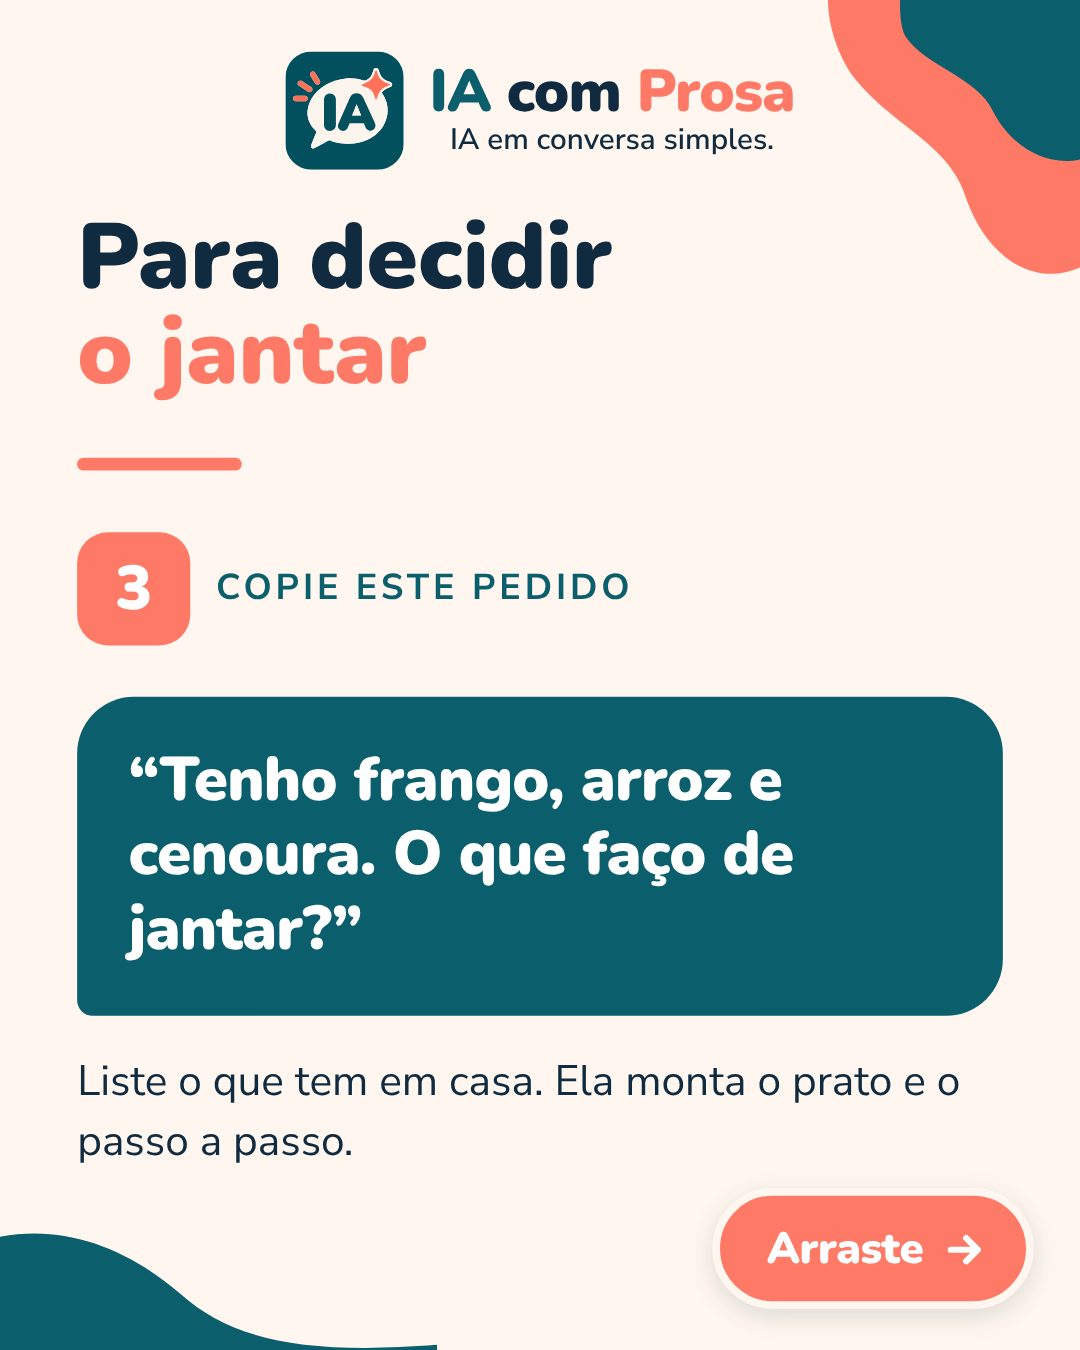 IA
IA com Prosa
IA em conversa simples.
Para decidir
o jantar
3
COPIE ESTE PEDIDO
“Tenho frango, arroz e
cenoura. O que faço de
jantar?”
Liste o que tem em casa. Ela monta o prato e o
passo a passo.
Arraste →